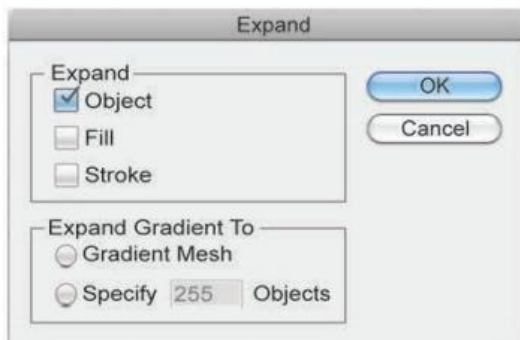 Expand
Expand
Object
Fill
Stroke
OK
Cancel
Expand Gradient To
Gradient Mesh
Specify 255 Objects